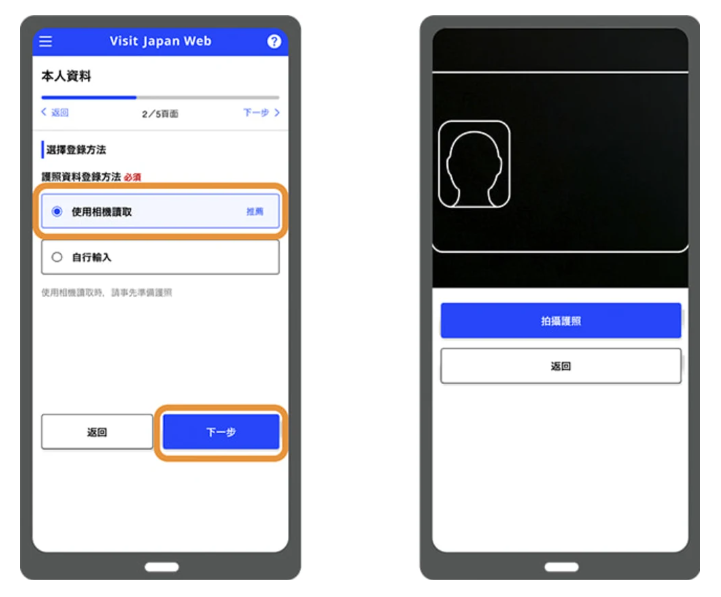 Visit Japan Web
?
本人資料
< 返回
2/5頁面
下一步 >
選擇登錄方法
護照資料登錄方法 必須
使用相機讀取 推薦
自行輸入
使用相機讀取時，請事先準備護照
返回
下一步
拍攝護照
返回